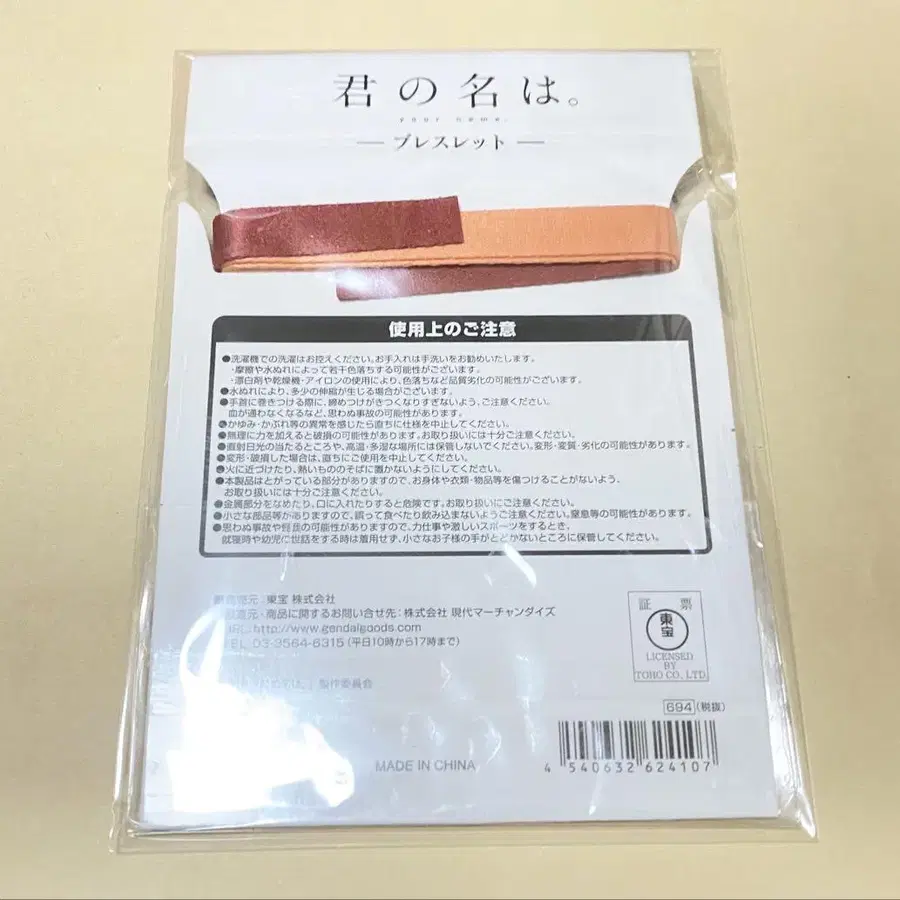 君の名は。
your name.
ブレスレット
使用上のご注意
●洗濯機での洗濯はお控えください。お手入れは手洗いをお勧めいたします。
・摩擦や水ぬれによって若干色落ちする可能性がございます。
・漂白剤や乾燥機・アイロンの使用により、色落ちなど品質劣化の可能性がございます。
●水ぬれにより、多少の伸縮が生じる場合がございます。
●手首に巻きつける際に、締めつけがきつくなりすぎないよう、ご注意ください。
血が通わなくなるなど、思わぬ事故の可能性があります。
●かゆみ・かぶれ等の異常を感じたら直ちに仕様を中止してください。
●無理に力を加えると破損の可能性があります。お取り扱いには十分ご注意ください。
●直射日光の当たるところや、高温・多湿な場所には保管しないでください。変形・変質・劣化の可能性があります。
●変形・破損した場合は、直ちにご使用を中止してください。
●火に近づけたり、熱いもののそばに置かないようにしてください。
●本製品はとがっている部分がありますので、お身体や衣類・物品等を傷つけることがないよう、
お取り扱いには十分ご注意ください。
●金属部分をなめたり、口に入れたりすると危険です。お取り扱いにご注意ください。
●小さな部品等がありますので、誤って食べたり飲み込まないようご注意ください。窒息等の可能性があります。
●思わぬ事故や怪我の可能性がありますので、力仕事や激しいスポーツをするとき、
就寝時や幼児に世話をする時は着用せず、小さなお子様の手がとどかないところに保管してください。
元：東宝 株式会社
元・商品に関するお問い合せ先：株式会社 現代マーチャンダイズ
URL：http://www.gendaigoods.com
TEL 03-3564-6315（平日10時から17時まで）
製作委員会
証 票
東宝
LICENSED
BY
TOHO CO., LTD.
694（税抜）
MADE IN CHINA
4 540632 624107